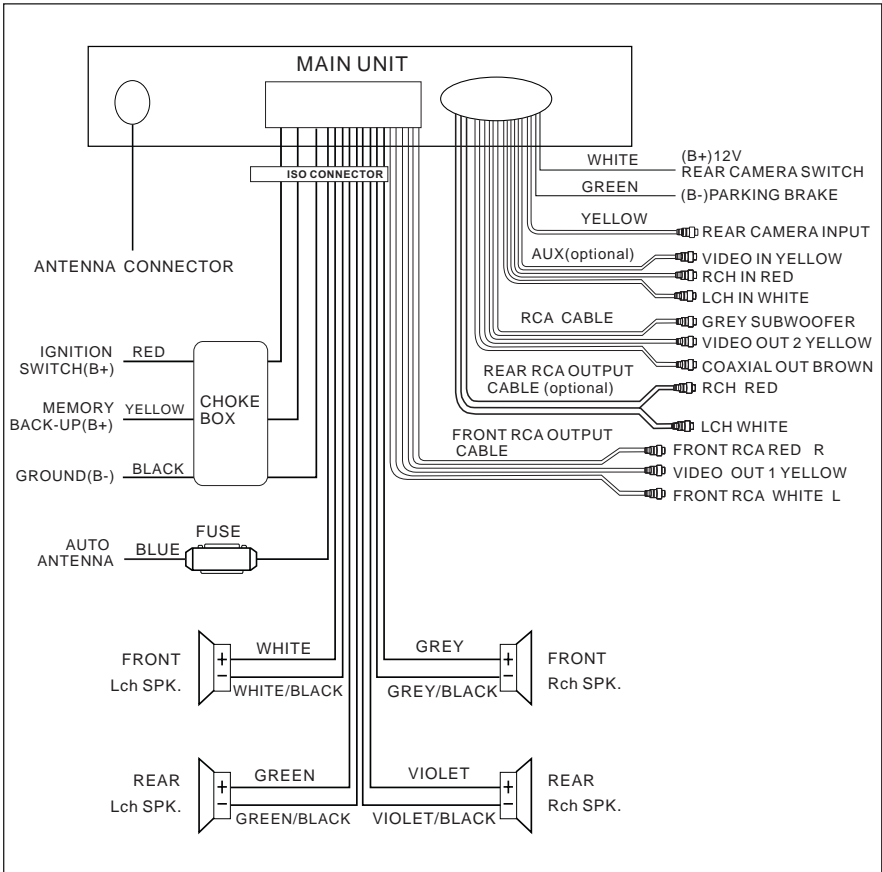 MAIN UNIT
ISO CONNECTOR
ANTENNA CONNECTOR
WHITE
(B+)12V
REAR CAMERA SWITCH
GREEN
(B-)PARKING BRAKE
YELLOW
REAR CAMERA INPUT
AUX(optional)
VIDEO IN YELLOW
RCH IN RED
LCH IN WHITE
RCA CABLE
GREY SUBWOOFER
VIDEO OUT 2 YELLOW
COAXIAL OUT BROWN
REAR RCA OUTPUT
CABLE (optional)
RCH RED
LCH WHITE
FRONT RCA OUTPUT
CABLE
FRONT RCA RED R
VIDEO OUT 1 YELLOW
FRONT RCA WHITE L
IGNITION
SWITCH(B+)
RED
MEMORY
BACK-UP(B+)
YELLOW
GROUND(B-)
BLACK
CHOKE
BOX
AUTO
ANTENNA
BLUE
FUSE
FRONT
Lch SPK.
+
−
WHITE
WHITE/BLACK
GREY
GREY/BLACK
+
−
FRONT
Rch SPK.
REAR
Lch SPK.
+
−
GREEN
GREEN/BLACK
VIOLET
VIOLET/BLACK
+
−
REAR
Rch SPK.